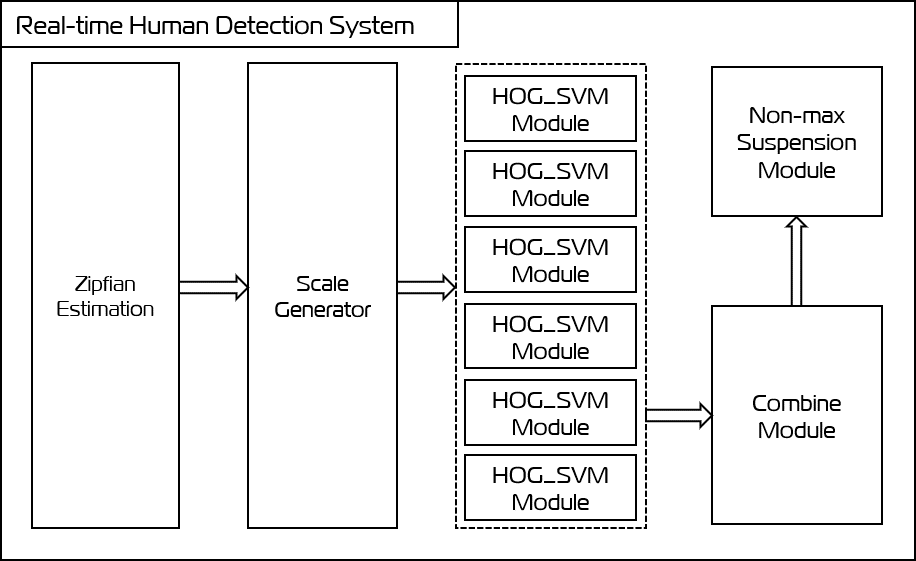 Real-time Human Detection System
Zipfian
Estimation
Scale
Generator
HOG_SVM
Module
HOG_SVM
Module
HOG_SVM
Module
HOG_SVM
Module
HOG_SVM
Module
HOG_SVM
Module
Non-max
Suspension
Module
Combine
Module